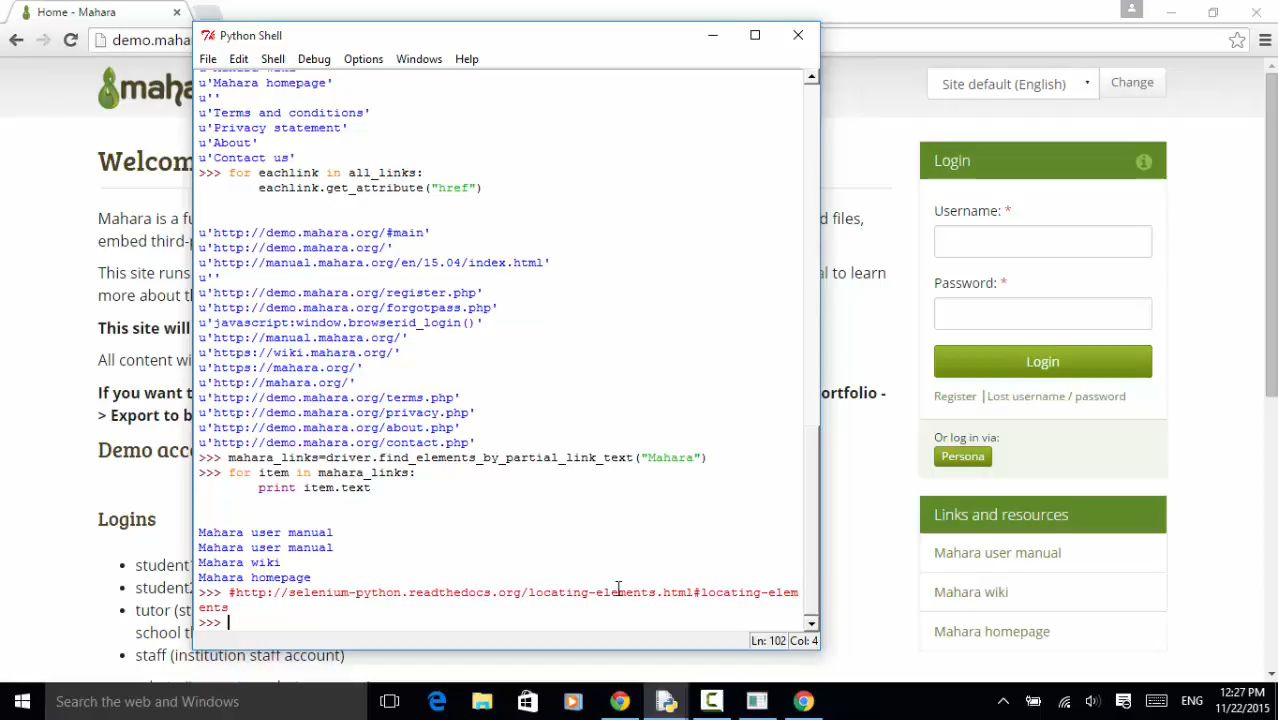 Home - Mahara
demo.maha
Python Shell
File Edit Shell Debug Options Windows Help
u'Mahara homepage'
u''
u'Terms and conditions'
u'Privacy statement'
u'About'
u'Contact us'
>>> for eachlink in all_links:
eachlink.get_attribute("href")
u'http://demo.mahara.org/#main'
u'http://demo.mahara.org/'
u'http://manual.mahara.org/en/15.04/index.html'
u''
u'http://demo.mahara.org/register.php'
u'http://demo.mahara.org/forgotpass.php'
u'javascript:window.browserid_login()'
u'http://manual.mahara.org/'
u'https://wiki.mahara.org/'
u'https://mahara.org/'
u'http://mahara.org/'
u'http://demo.mahara.org/terms.php'
u'http://demo.mahara.org/privacy.php'
u'http://demo.mahara.org/about.php'
u'http://demo.mahara.org/contact.php'
>>> mahara_links=driver.find_elements_by_partial_link_text("Mahara")
>>> for item in mahara_links:
print item.text
Mahara user manual
Mahara user manual
Mahara wiki
Mahara homepage
>>> #http://selenium-python.readthedocs.org/locating-elements.html#locating-elem
ents
>>>
Ln: 102 Col: 4
mahara
Site default (English) Change
Welcom
Mahara is a fu
d files,
embed third-p
This site runs
al to learn
more about th
This site will
All content wi
If you want t
ortfolio -
> Export to b
Demo acco
Logins
student
student2
tutor (st
school th
staff (institution staff account)
Login
Username: *
Password: *
Login
Register | Lost username / password
Or log in via:
Persona
Links and resources
Mahara user manual
Mahara wiki
Mahara homepage
Search the web and Windows
ENG
12:27 PM
11/22/2015